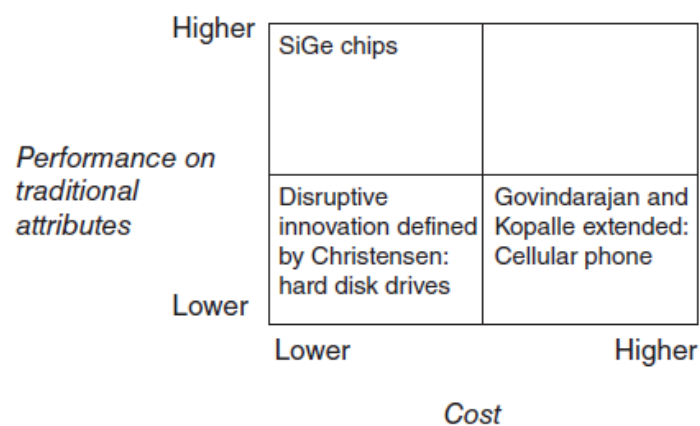 Higher
SiGe chips
Performance on
traditional
attributes
Disruptive
innovation defined
by Christensen:
hard disk drives
Govindarajan and
Kopalle extended:
Cellular phone
Lower
Lower
Higher
Cost